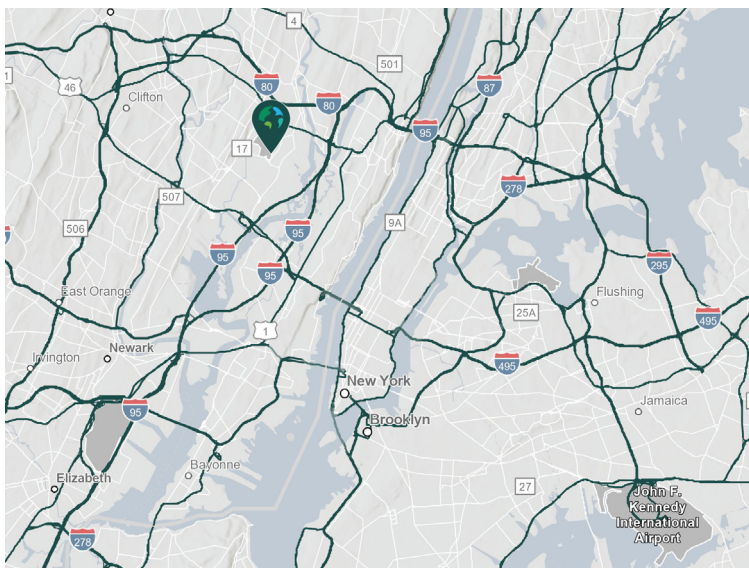 4
501
80
87
46
Clifton
80
95
17
278
507
9A
506
95
95
295
95
East Orange
Flushing
25A
495
1
Newark
Irvington
495
New York
95
Jamaica
Brooklyn
Bayonne
Elizabeth
27
John F.
Kennedy
International
Airport
278